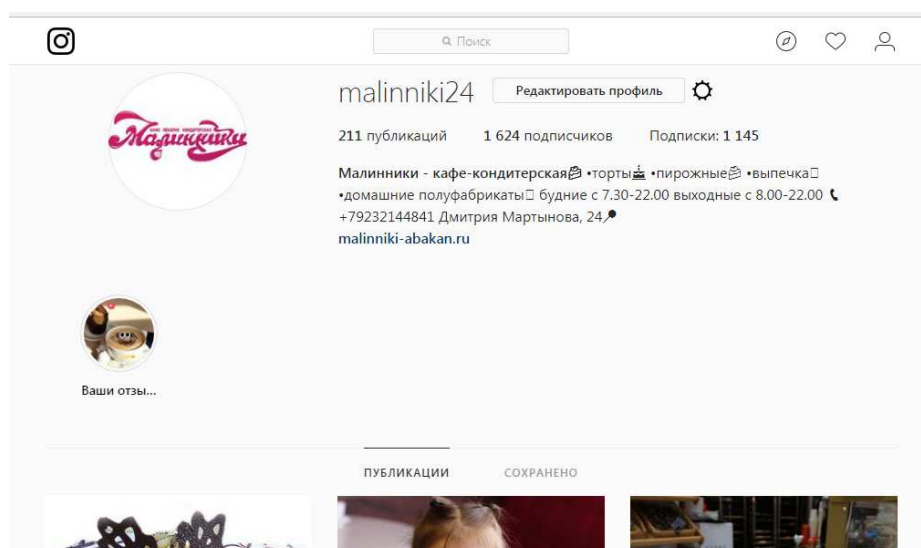 Поиск
malinniki24 Редактировать профиль
Малинники
211 публикаций 1 624 подписчиков Подписки: 1 145
Малинники - кафе-кондитерская •торты •пирожные •выпечка
•домашние полуфабрикаты будние с 7.30-22.00 выходные с 8.00-22.00
+79232144841 Дмитрия Мартынова, 24
malinniki-abakan.ru
Ваши отзы...
ПУБЛИКАЦИИ СОХРАНЕНО